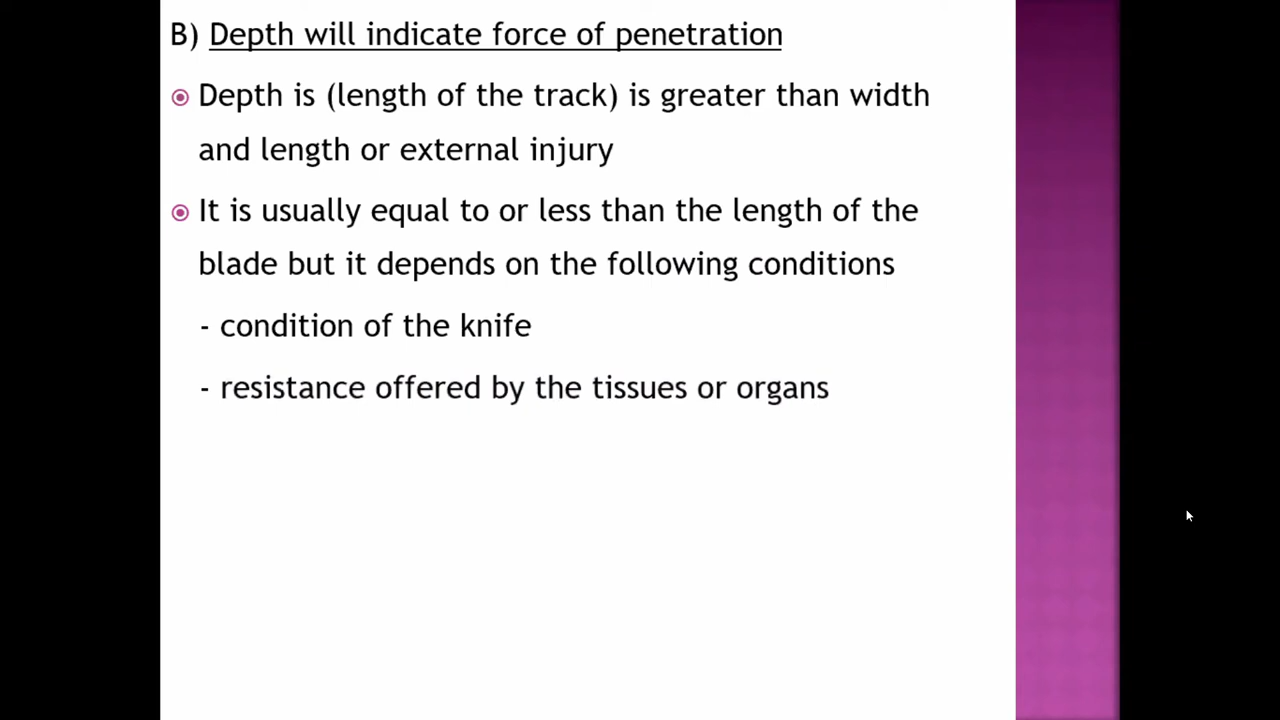 B) Depth will indicate force of penetration
Depth is (length of the track) is greater than width
and length or external injury
It is usually equal to or less than the length of the
blade but it depends on the following conditions
- condition of the knife
- resistance offered by the tissues or organs